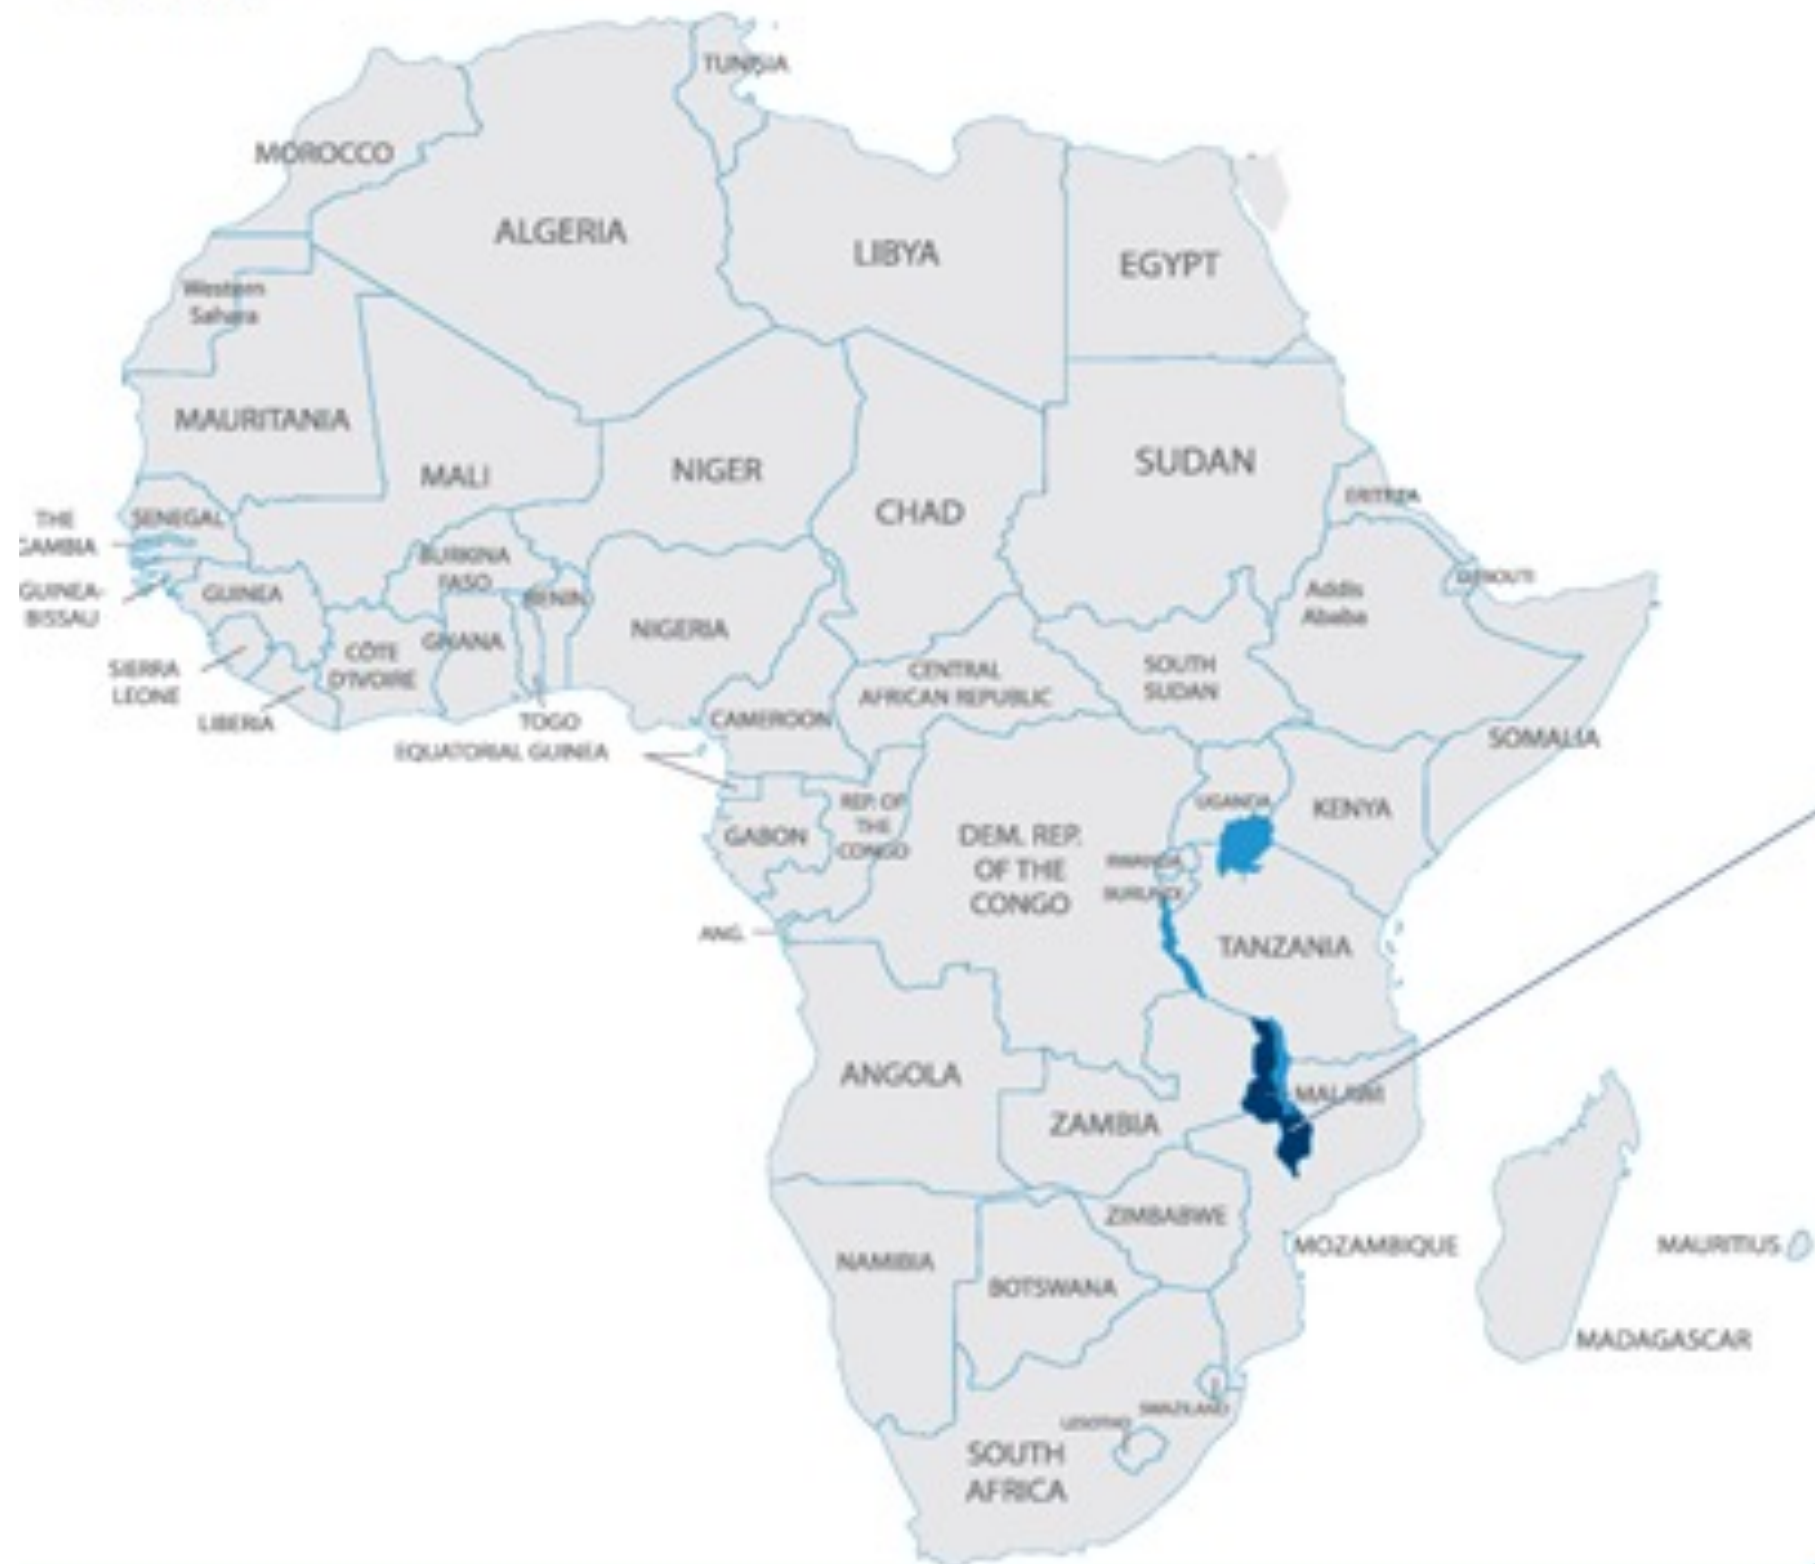 TUNISIA
MOROCCO
ALGERIA
LIBYA
EGYPT
Western
Sahara
MAURITANIA
MALI
NIGER
CHAD
SUDAN
ERITREA
THE
GAMBIA
SENEGAL
BURKINA
FASO
BENIN
DJIBOUTI
Addis
Ababa
GUINEA-
BISSAU
GUINEA
NIGERIA
GHANA
CÔTE
D'IVOIRE
SIERRA
LEONE
LIBERIA
TOGO
CENTRAL
AFRICAN REPUBLIC
SOUTH
SUDAN
CAMEROON
EQUATORIAL GUINEA
SOMALIA
UGANDA
KENYA
GABON
REP. OF
THE
CONGO
DEM. REP.
OF THE
CONGO
RWANDA
BURUNDI
ANG.
TANZANIA
ANGOLA
ZAMBIA
MALAWI
ZIMBABWE
MOZAMBIQUE
MAURITIUS
NAMIBIA
BOTSWANA
MADAGASCAR
SWAZILAND
LESOTHO
SOUTH
AFRICA